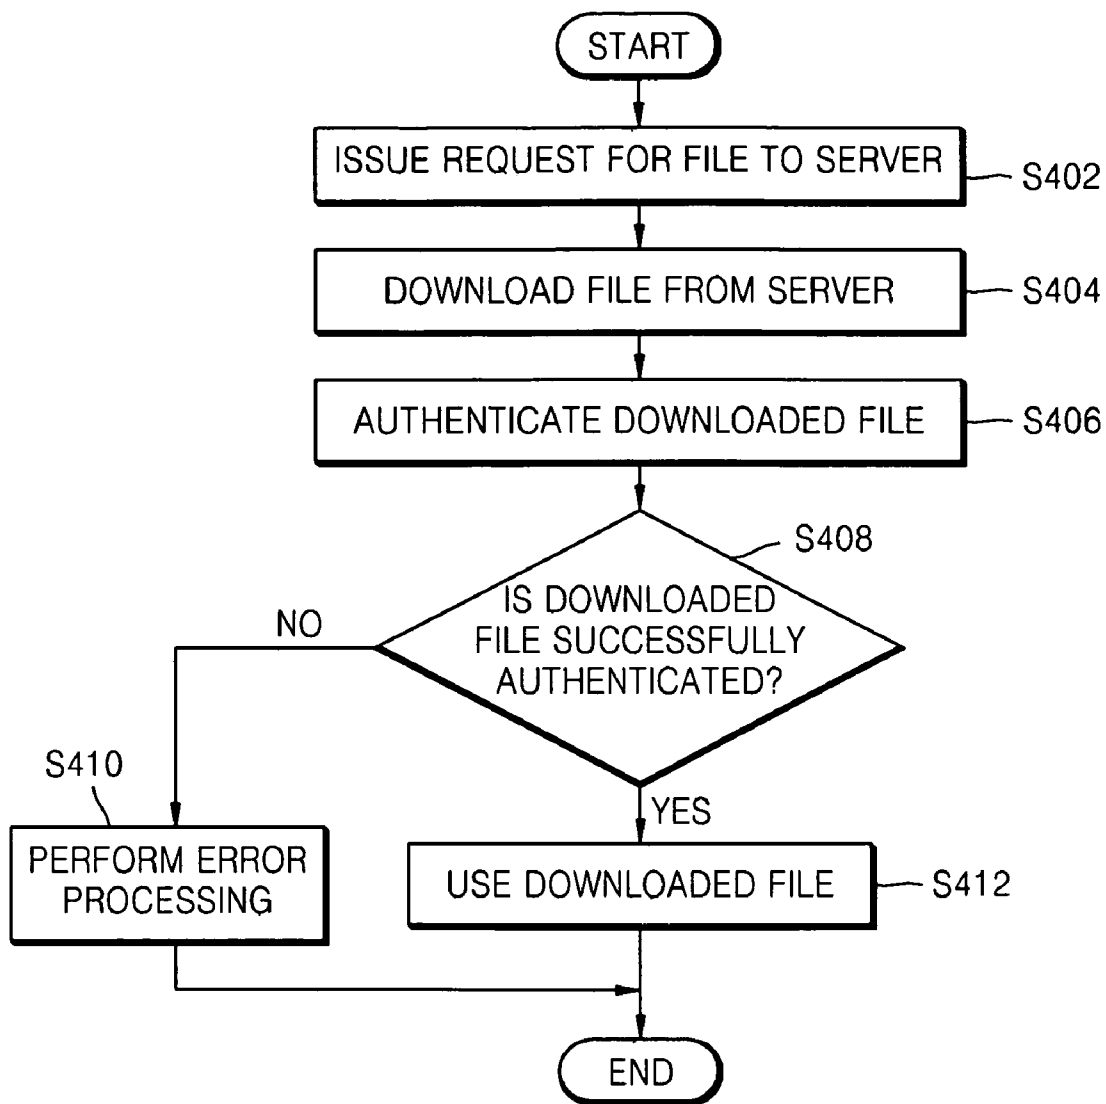 START
ISSUE REQUEST FOR FILE TO SERVER
S402
DOWNLOAD FILE FROM SERVER
S404
AUTHENTICATE DOWNLOADED FILE
S406
S408
IS DOWNLOADED
FILE SUCCESSFULLY
AUTHENTICATED?
NO
YES
S410
PERFORM ERROR
PROCESSING
USE DOWNLOADED FILE
S412
END